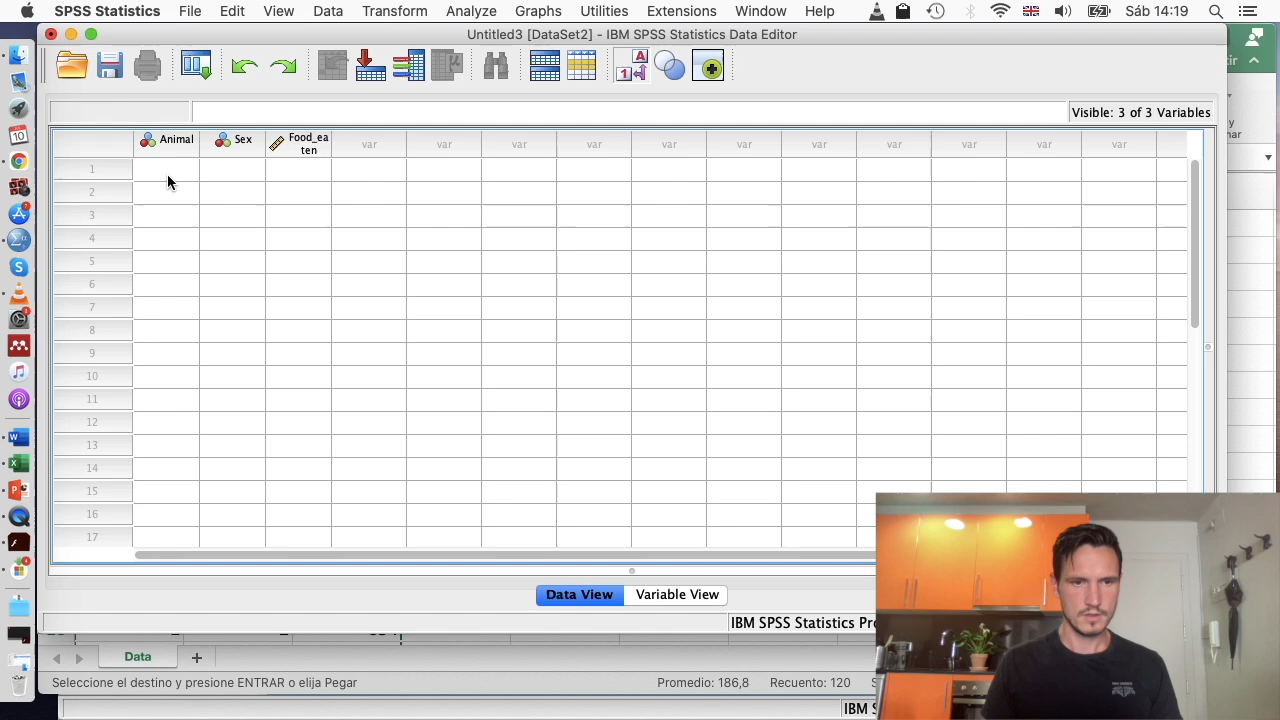 SPSS Statistics File Edit View Data Transform Analyze Graphs Utilities Extensions Window Help Sáb 14:19
Untitled3 [DataSet2] - IBM SPSS Statistics Data Editor
Visible: 3 of 3 Variables
Animal Sex Food_ea
ten var var var var var var var var var var var
1
2
3
4
5
6
7
8
9
10
11
12
13
14
15
16
17
Data View Variable View
IBM SPSS Statistics Pr
Data
Seleccione el destino y presione ENTRAR o elija Pegar Promedio: 186,8 Recuento: 120
IBM S